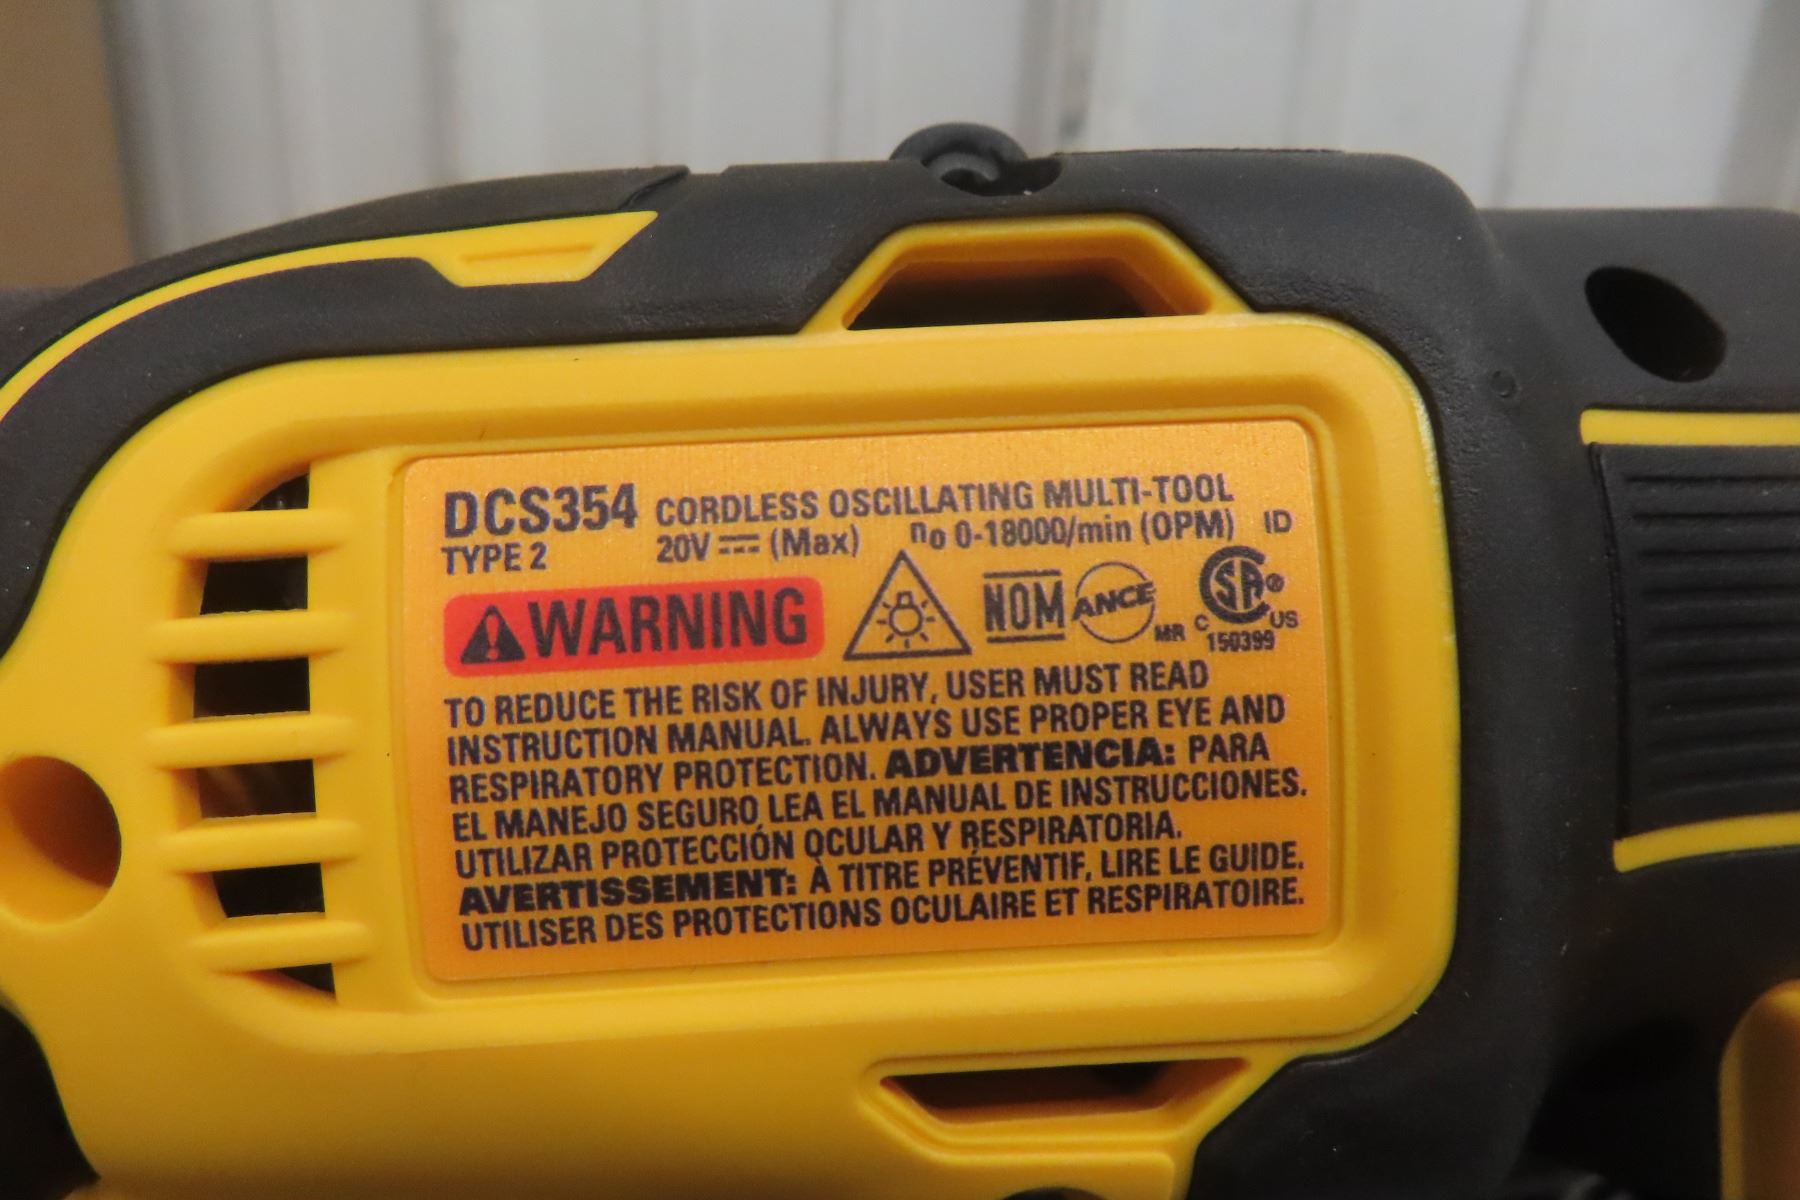 DCS354 CORDLESS OSCILLATING MULTI-TOOL
TYPE 2 20V ⎓ (Max) no 0-18000/min (OPM) ID
WARNING
NOM ANCE MR C SA® US
150399
TO REDUCE THE RISK OF INJURY, USER MUST READ
INSTRUCTION MANUAL. ALWAYS USE PROPER EYE AND
RESPIRATORY PROTECTION. ADVERTENCIA: PARA
EL MANEJO SEGURO, LEA EL MANUAL DE INSTRUCCIONES.
UTILIZAR PROTECCIÓN OCULAR Y RESPIRATORIA.
AVERTISSEMENT: À TITRE PRÉVENTIF, LIRE LE GUIDE.
UTILISER DES PROTECTIONS OCULAIRE ET RESPIRATOIRE.